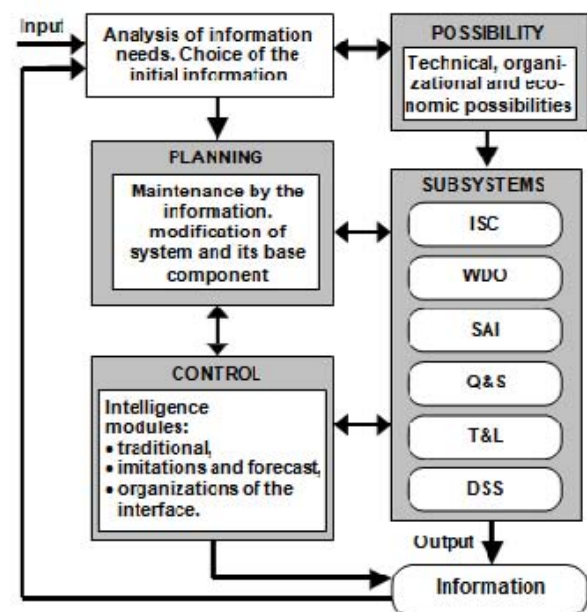 Input
Analysis of information
needs. Choice of the
initial information
POSSIBILITY
Technical, organi-
zational and eco-
nomic possibilities
PLANNING
Maintenance by the
information.
modification of
system and its base
component
SUBSYSTEMS
ISC
WDO
SAI
Q&S
T&L
DSS
CONTROL
Intelligence
modules:
• traditional,
• imitations and forecast,
• organizations of the
interface.
Output
Information